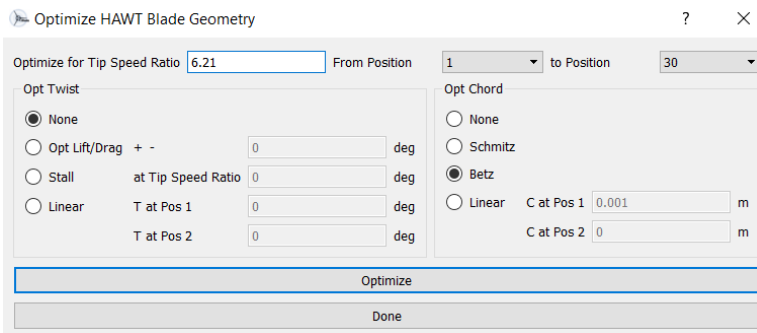 Optimize HAWT Blade Geometry ? ×
Optimize for Tip Speed Ratio 6.21 From Position 1 to Position 30
Opt Twist
None
Opt Lift/Drag + - 0 deg
Stall at Tip Speed Ratio 0 deg
Linear T at Pos 1 0 deg
T at Pos 2 0 deg
Opt Chord
None
Schmitz
Betz
Linear C at Pos 1 0.001 m
C at Pos 2 0 m
Optimize
Done